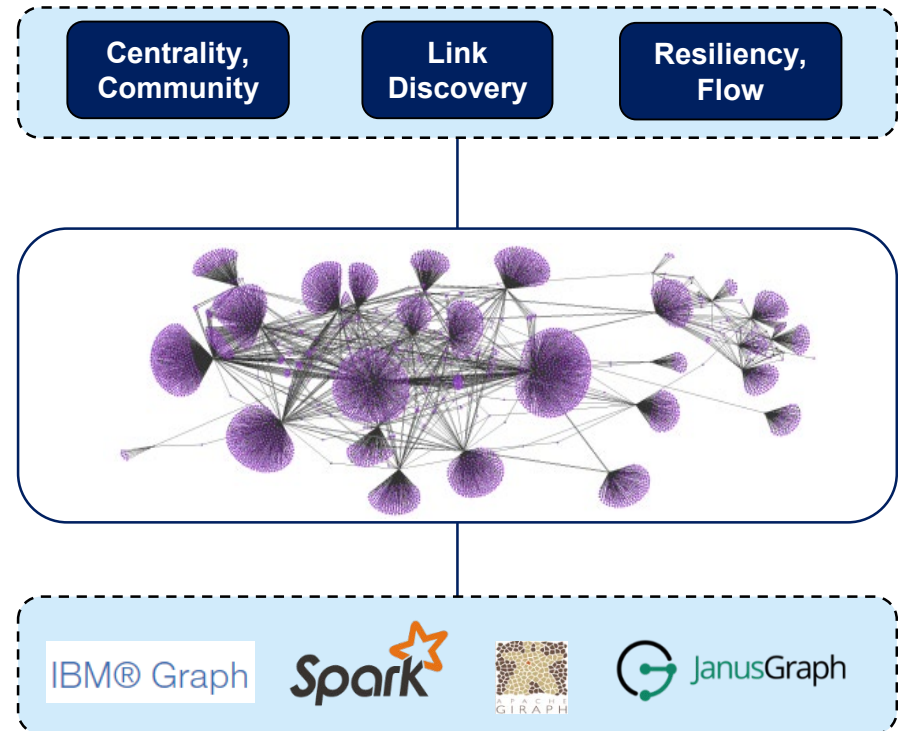 Centrality,
Community
Link
Discovery
Resiliency,
Flow
IBM® Graph
Spark
APACHE
GIRAPH
JanusGraph